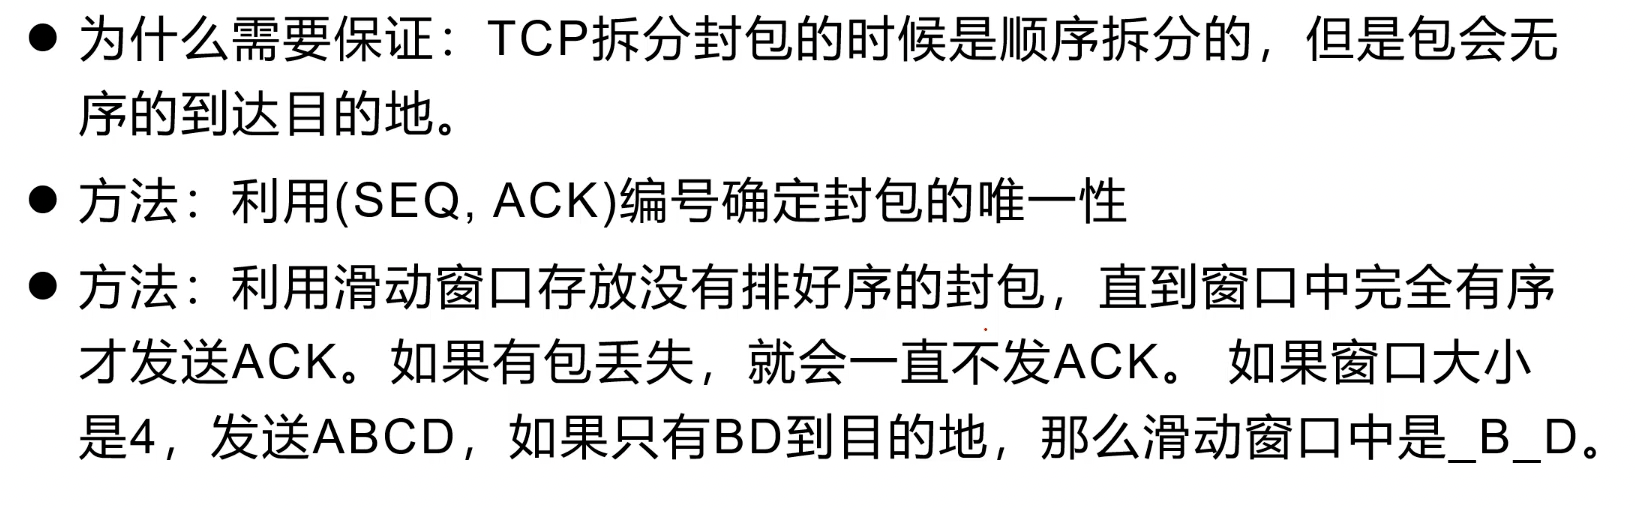 ● 为什么需要保证：TCP拆分封包的时候是顺序拆分的，但是包会无
序的到达目的地。
● 方法：利用(SEQ, ACK)编号确定封包的唯一性
● 方法：利用滑动窗口存放没有排好序的封包，直到窗口中完全有序
才发送ACK。如果有包丢失，就会一直不发ACK。 如果窗口大小
是4，发送ABCD，如果只有BD到目的地，那么滑动窗口中是_B_D。